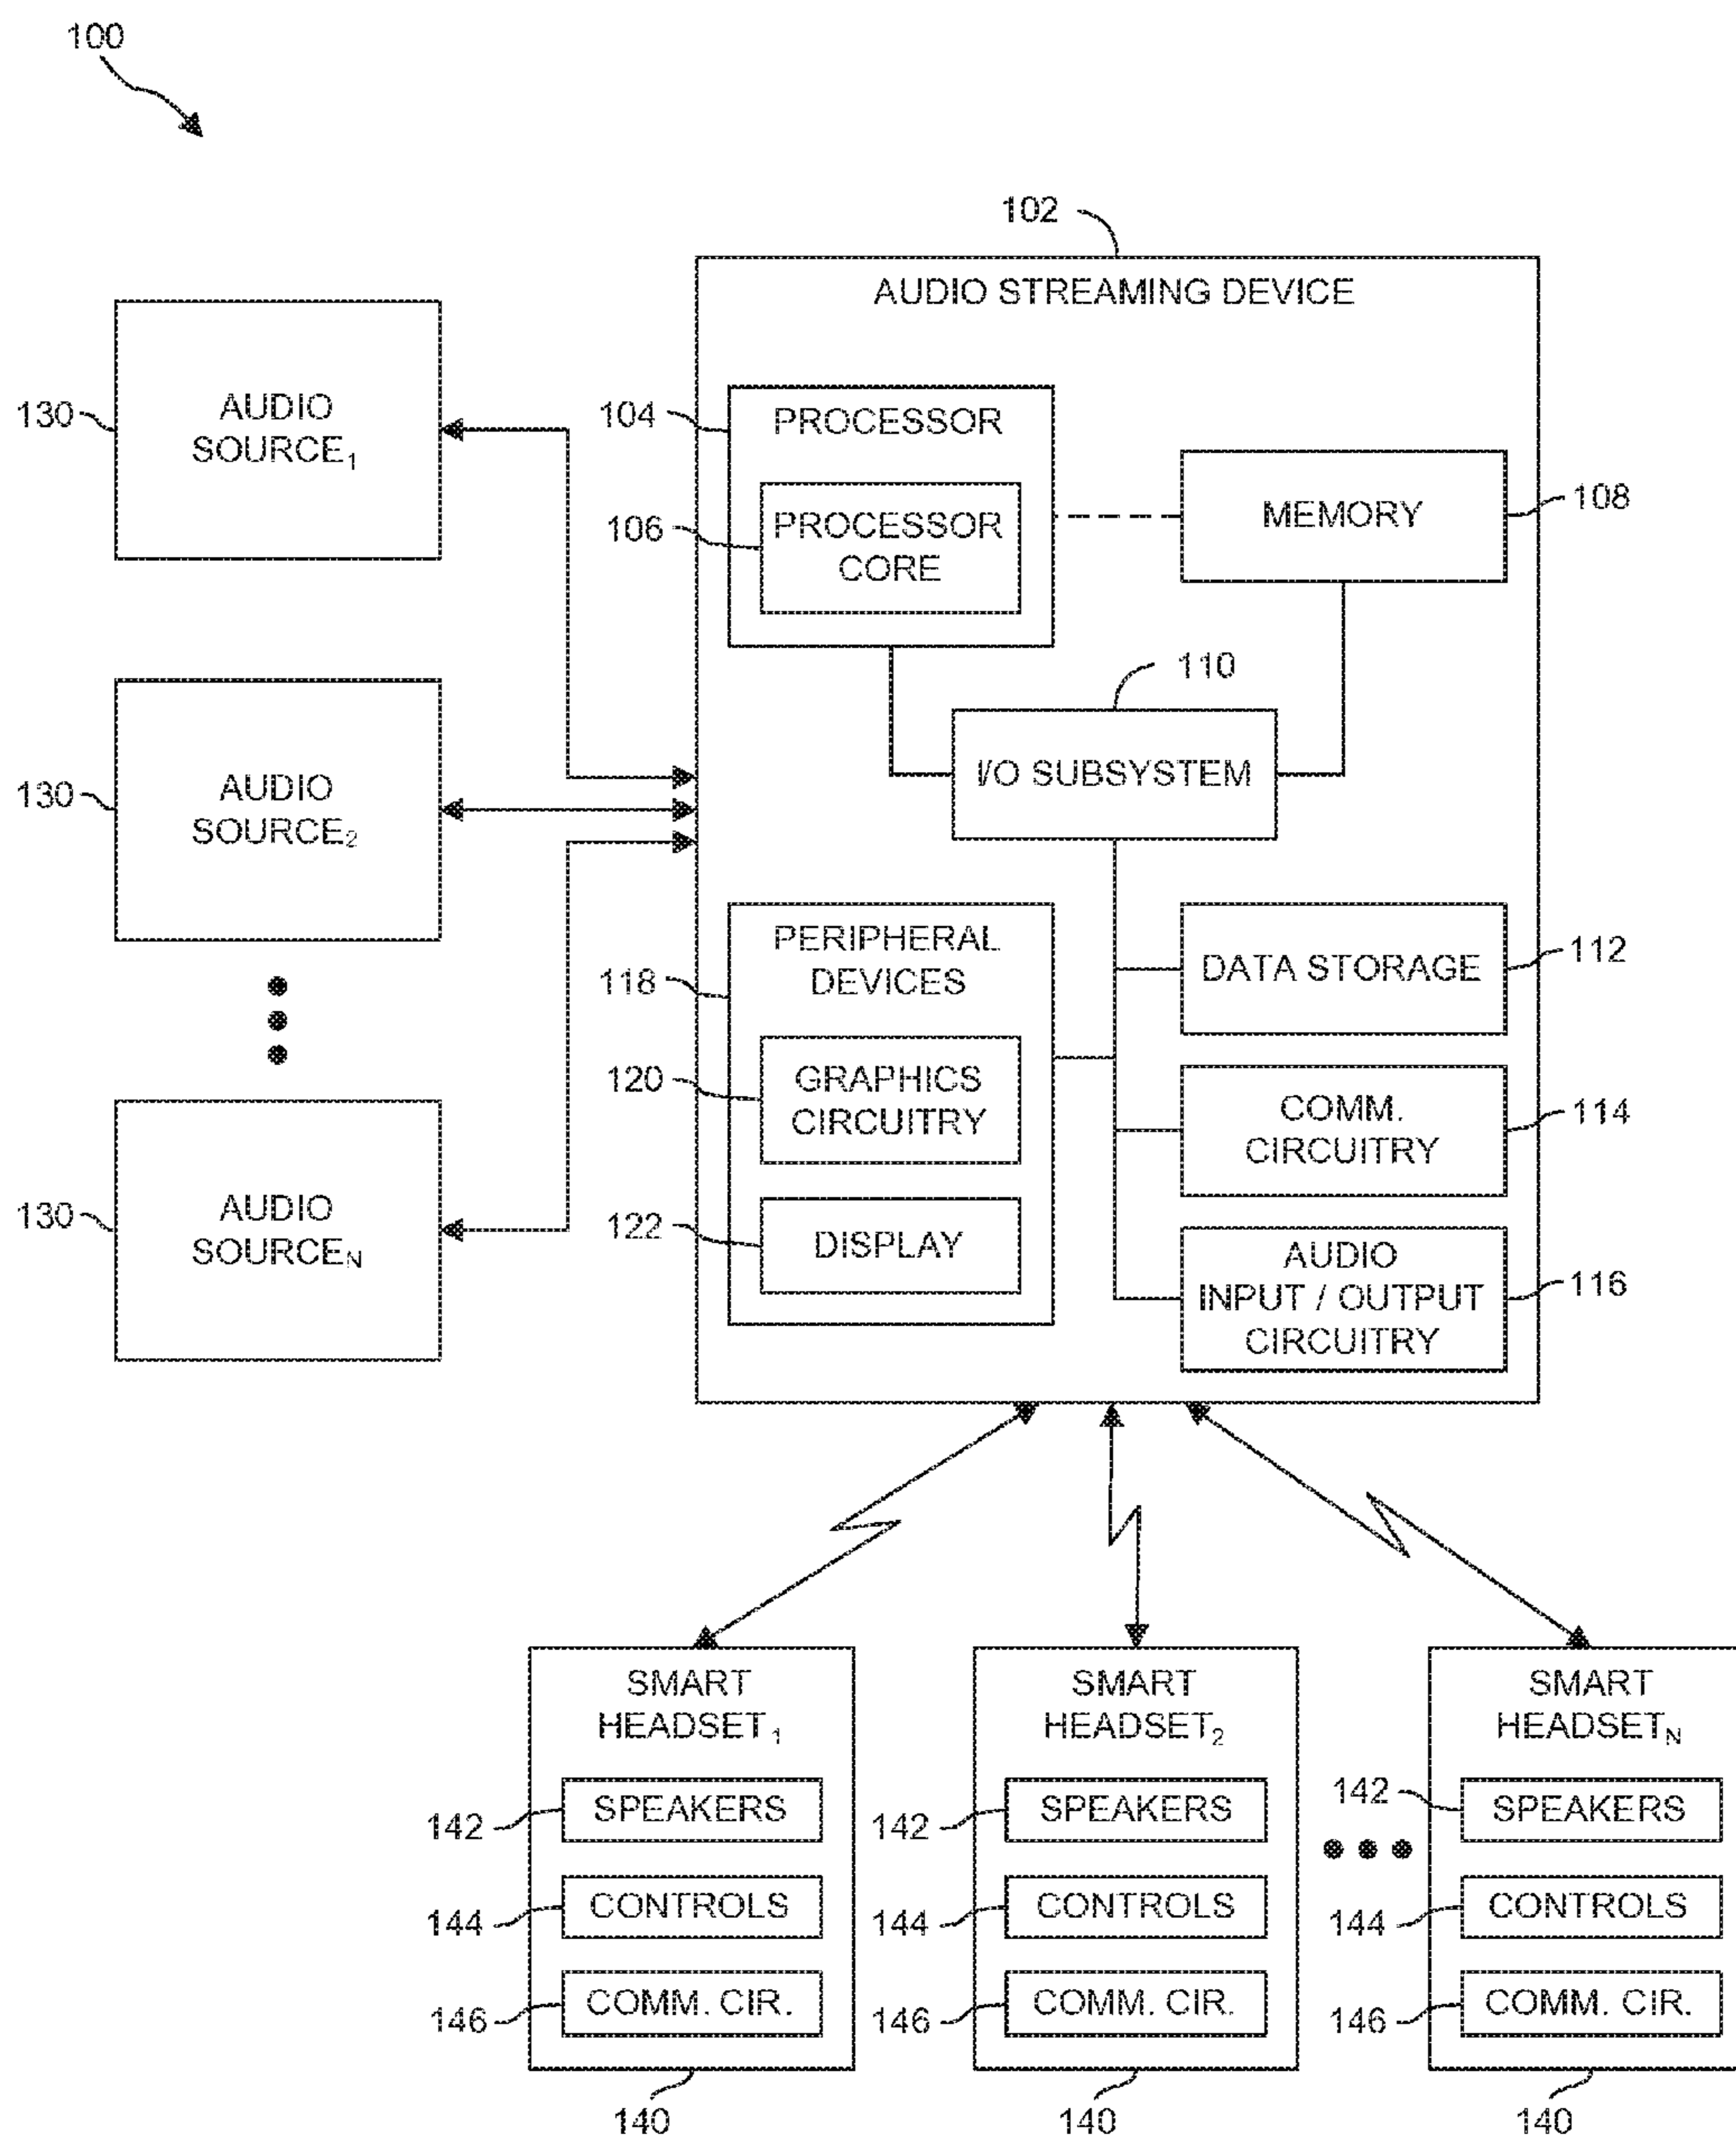 100
102
AUDIO STREAMING DEVICE
130
AUDIO
SOURCE₁
104
PROCESSOR
106
PROCESSOR
CORE
MEMORY
108
110
I/O SUBSYSTEM
130
AUDIO
SOURCE₂
118
PERIPHERAL
DEVICES
DATA STORAGE
112
120
GRAPHICS
CIRCUITRY
COMM.
CIRCUITRY
114
130
AUDIO
SOURCEN
122
DISPLAY
AUDIO
INPUT / OUTPUT
CIRCUITRY
116
SMART
HEADSET₁
142
SPEAKERS
144
CONTROLS
146
COMM. CIR.
140
SMART
HEADSET₂
142
SPEAKERS
144
CONTROLS
146
COMM. CIR.
140
SMART
HEADSETN
142
SPEAKERS
144
CONTROLS
146
COMM. CIR.
140